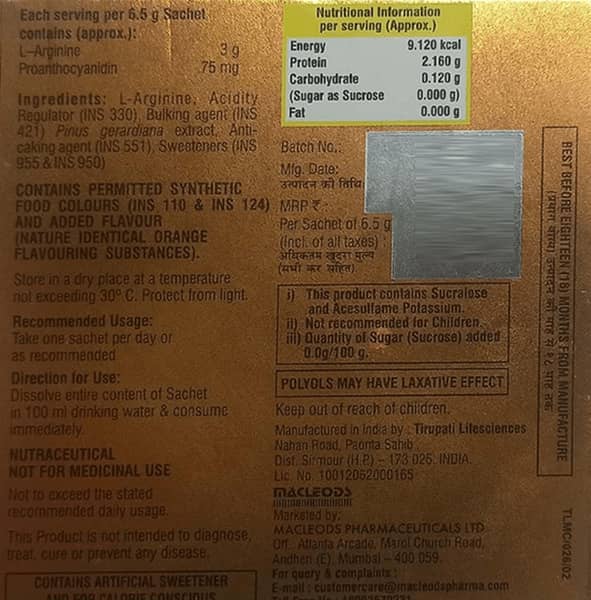 Each serving per 6.5 g Sachet
contains (approx.):
L–Arginine 3 g
Proanthocyanidin 75 mg
Ingredients: L-Arginine, Acidity
Regulator (INS 330), Bulking agent (INS
421) Pinus gerardiana extract, Anti-
caking agent (INS 551), Sweeteners (INS
955 & INS 950)
CONTAINS PERMITTED SYNTHETIC
FOOD COLOURS (INS 110 & INS 124)
AND ADDED FLAVOUR
(NATURE IDENTICAL ORANGE
FLAVOURING SUBSTANCES).
Store in a dry place at a temperature
not exceeding 30° C. Protect from light.
Recommended Usage:
Take one sachet per day or
as recommended
Direction for Use:
Dissolve entire content of Sachet
in 100 ml drinking water & consume
immediately.
NUTRACEUTICAL
NOT FOR MEDICINAL USE
Not to exceed the stated
recommended daily usage.
This Product is not intended to diagnose,
treat, cure or prevent any disease.
CONTAINS ARTIFICIAL SWEETENER
AND FOR CALORIE CONSCIOUS
Nutritional Information
per serving (Approx.)
Energy 9.120 kcal
Protein 2.160 g
Carbohydrate 0.120 g
(Sugar as Sucrose 0.000 g)
Fat 0.000 g
Batch No.:
Mfg. Date:
उत्पादन की तिथि
MRP ₹ :
Per Sachet of 6.5 g
(Incl. of all taxes) :
अधिकतम खुदरा मूल्य
(सभी कर सहित)
i) This product contains Sucralose
and Acesulfame Potassium.
ii) Not recommended for Children.
iii) Quantity of Sugar (Sucrose) added
0.0g/100 g.
POLYOLS MAY HAVE LAXATIVE EFFECT
Keep out of reach of children.
Manufactured in India by : Tirupati Lifesciences
Nahan Road, Paonta Sahib
Dist. Sirmour (H.P.) – 173 025. INDIA.
Lic. No. 10012062000165
MACLEODS
Marketed by:
MACLEODS PHARMACEUTICALS LTD.
Off. Atlanta Arcade, Marol Church Road,
Andheri (E), Mumbai – 400 059.
For query & complaints :
E-mail : customercare@macleodspharma.com
BEST BEFORE EIGHTEEN (18) MONTHS FROM MANUFACTURE
TLMC/026/02